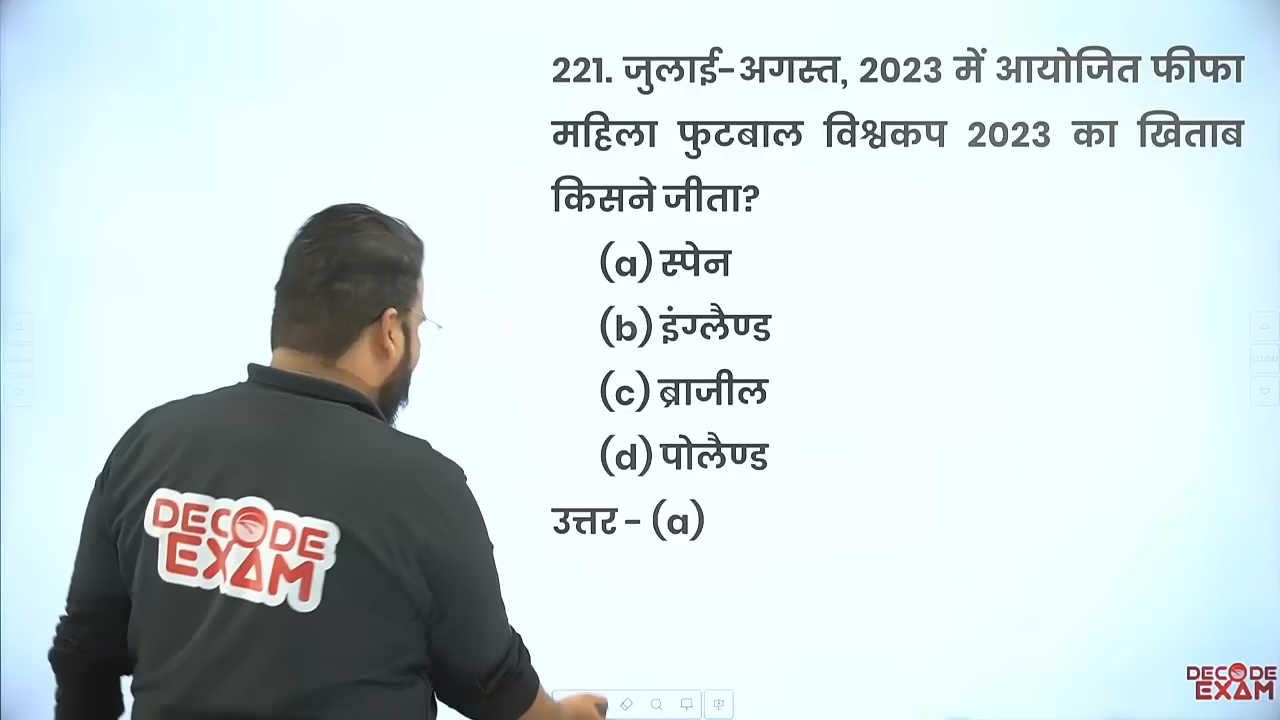 221. जुलाई-अगस्त, 2023 में आयोजित फीफा
महिला फुटबाल विश्वकप 2023 का खिताब
किसने जीता?
(a) स्पेन
(b) इंग्लैण्ड
(c) ब्राजील
(d) पोलैण्ड
उत्तर - (a)
DECODE
EXAM
DECODE
EXAM